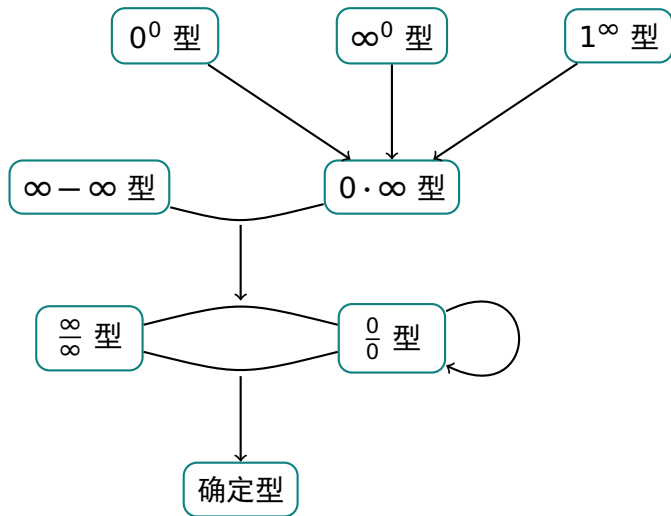 0⁰ 型
∞⁰ 型
1^∞ 型
∞ − ∞ 型
0 · ∞ 型
∞/∞ 型
0/0 型
确定型